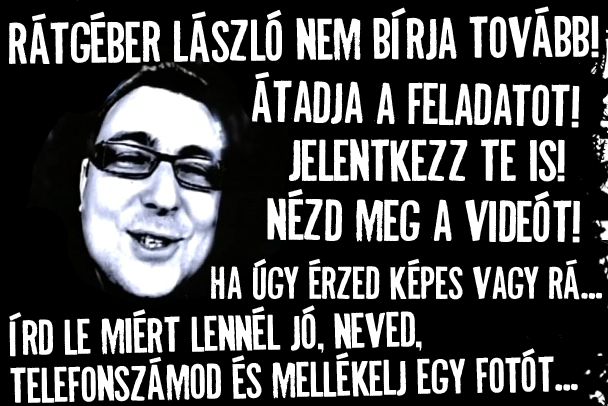 RÁTGÉBER LÁSZLÓ NEM BÍRJA TOVÁBB!
ÁTADJA A FELADATOT!
JELENTKEZZ TE IS!
NÉZD MEG A VIDEÓT!
HA ÚGY ÉRZED KÉPES VAGY RÁ...
ÍRD LE MIÉRT LENNÉL JÓ, NEVED,
TELEFONSZÁMOD ÉS MELLÉKELJ EGY FOTÓT...